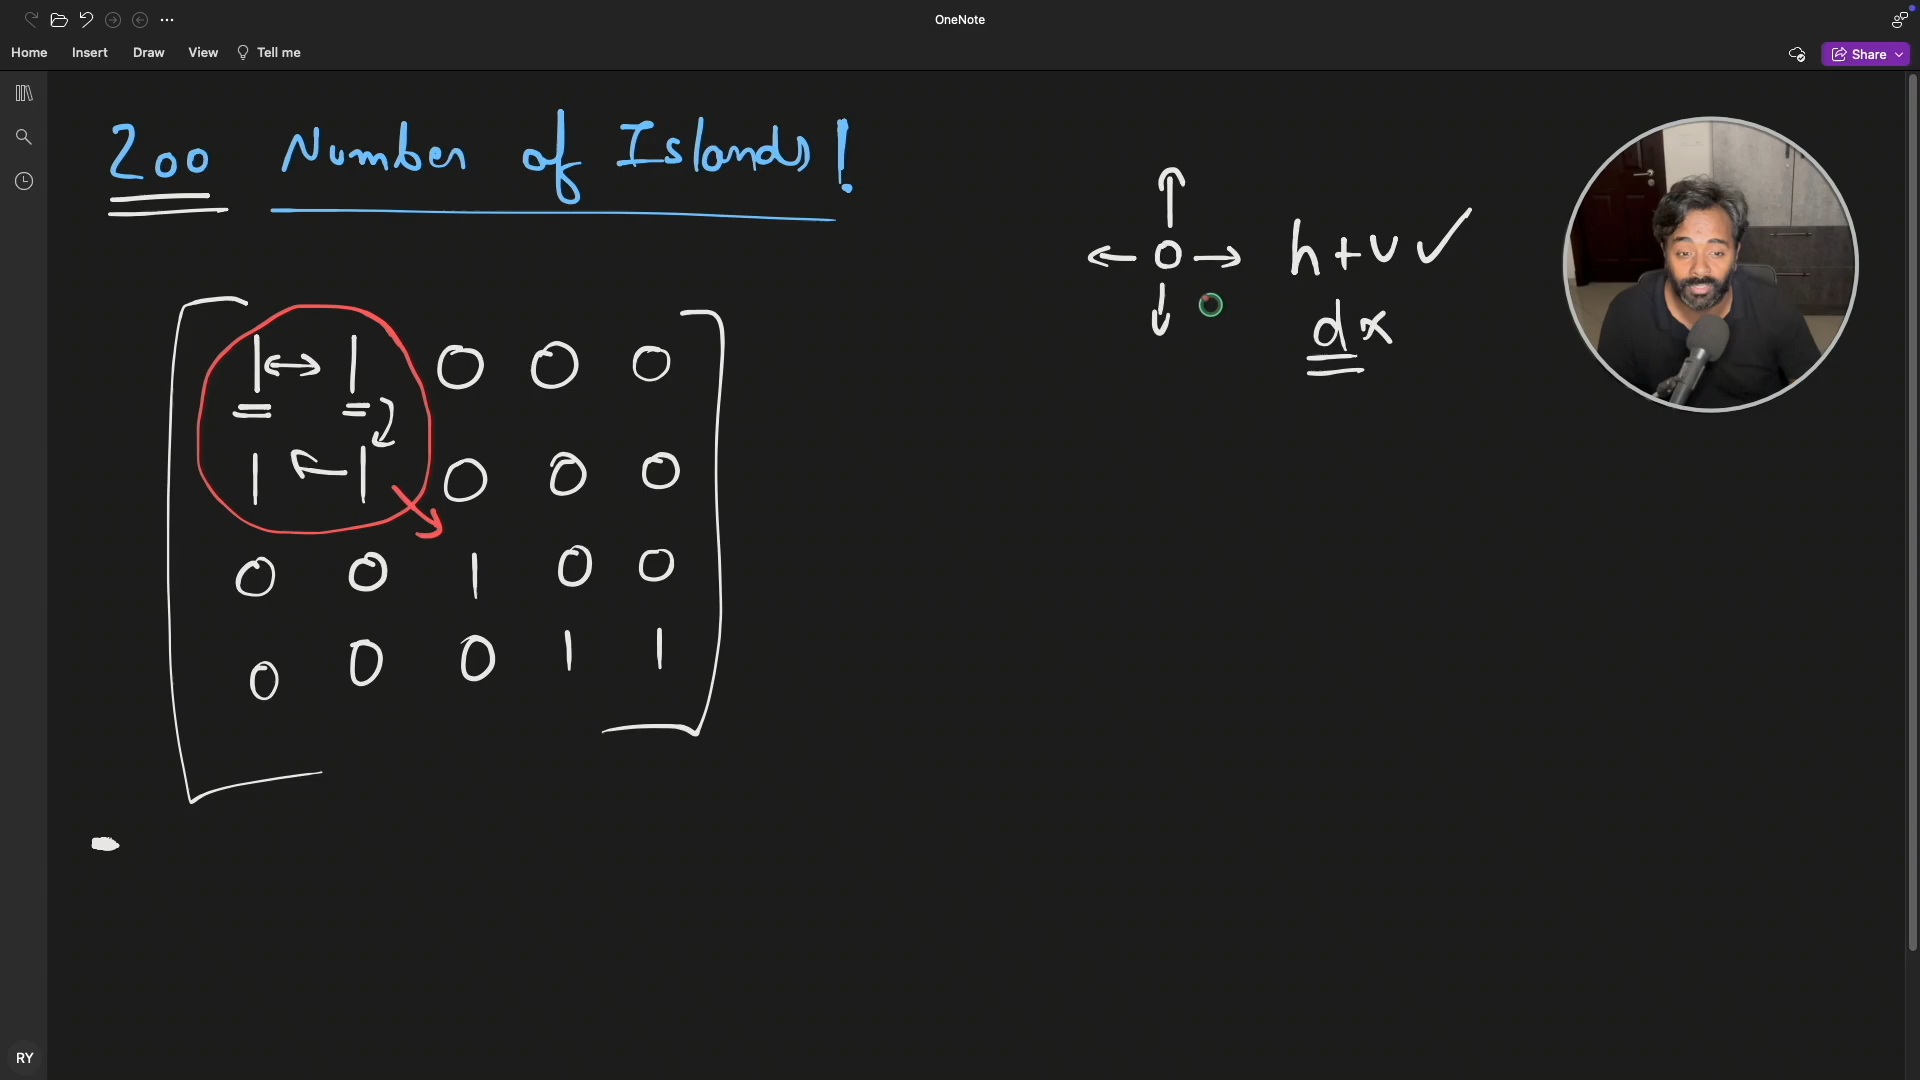 OneNote
Home Insert Draw View Tell me Share
200 Number of Islands!
h+v ✓
d x
1 1 0 0 0
1 1 0 0 0
0 0 1 0 0
0 0 0 1 1
0
RY